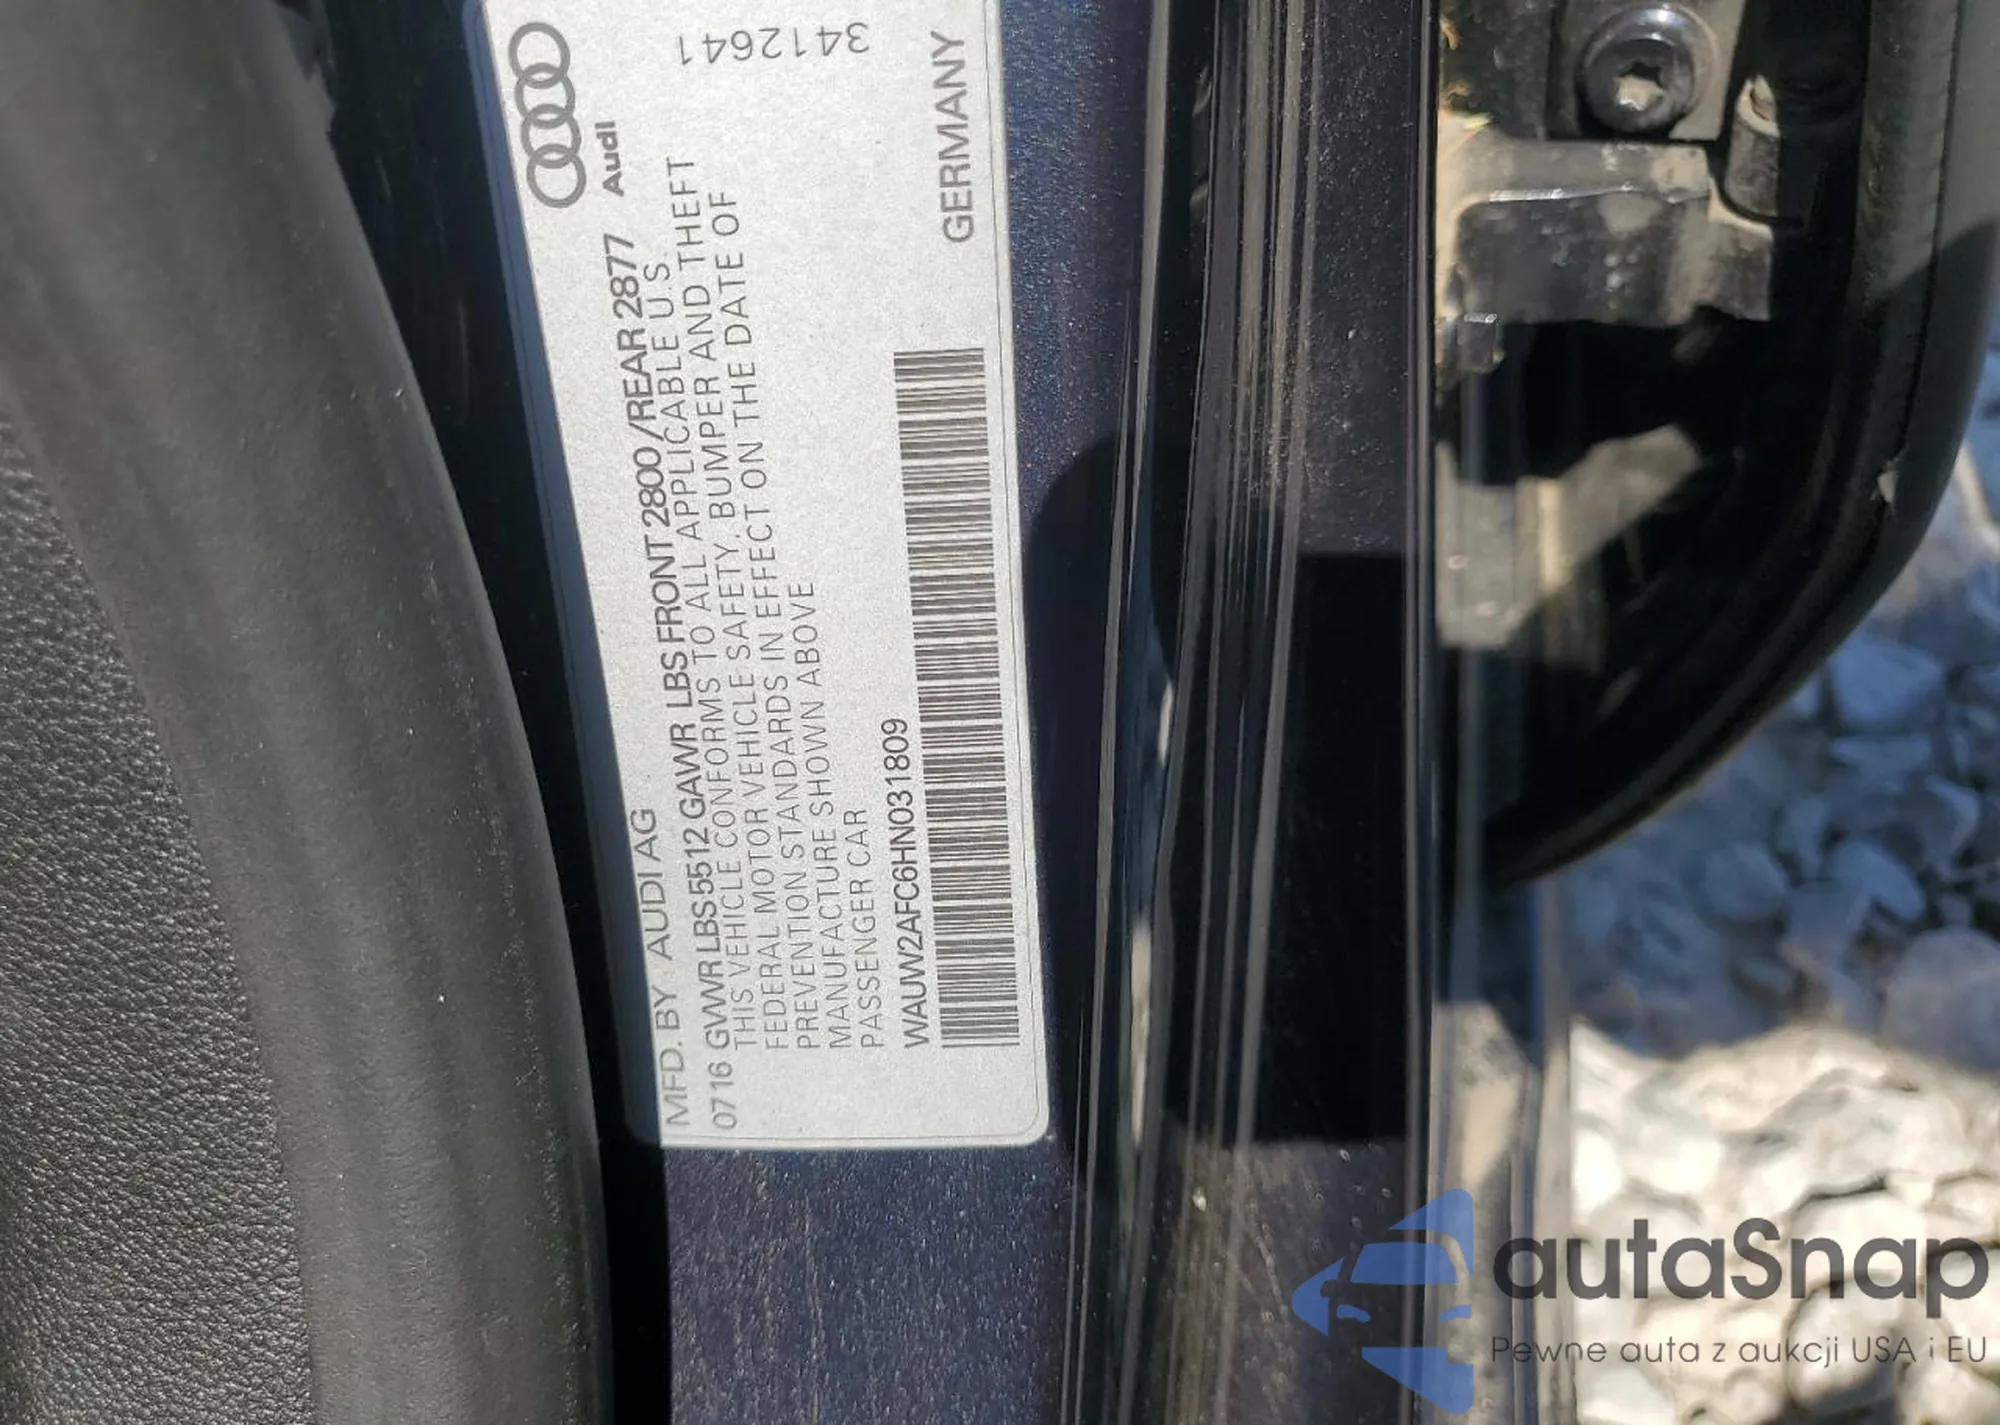 MFD. BY AUDI AG
Audi
07 16 GVWR LBS 5512 GAWR LBS FRONT 2800/REAR 2877
THIS VEHICLE CONFORMS TO ALL APPLICABLE U.S
FEDERAL MOTOR VEHICLE SAFETY, BUMPER AND THEFT
PREVENTION STANDARDS IN EFFECT ON THE DATE OF
MANUFACTURE SHOWN ABOVE
PASSENGER CAR
3412641
WAUW2AFC6HN031809
GERMANY
autaSnap
Pewne auta z aukcji USA i EU